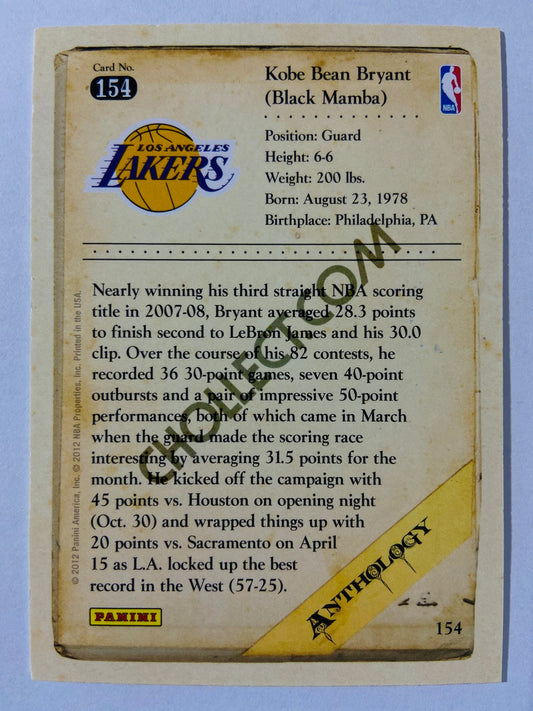 Card No.
154
LOS ANGELES
LAKERS
Kobe Bean Bryant
(Black Mamba)
NBA
Position: Guard
Height: 6-6
Weight: 200 lbs.
Born: August 23, 1978
Birthplace: Philadelphia, PA
Nearly winning his third straight NBA scoring
title in 2007-08, Bryant averaged 28.3 points
to finish second to LeBron James and his 30.0
clip. Over the course of his 82 contests, he
recorded 36 30-point games, seven 40-point
outbursts and a pair of impressive 50-point
performances, both of which came in March
when the guard made the scoring race
interesting by averaging 31.5 points for the
month. He kicked off the campaign with
45 points vs. Houston on opening night
(Oct. 30) and wrapped things up with
20 points vs. Sacramento on April
15 as L.A. locked up the best
record in the West (57-25).
© 2012 Panini America, Inc. © 2012 NBA Properties, Inc. Printed in the USA.
CHOLLECT.COM
PANINI
ANTHOLOGY
154